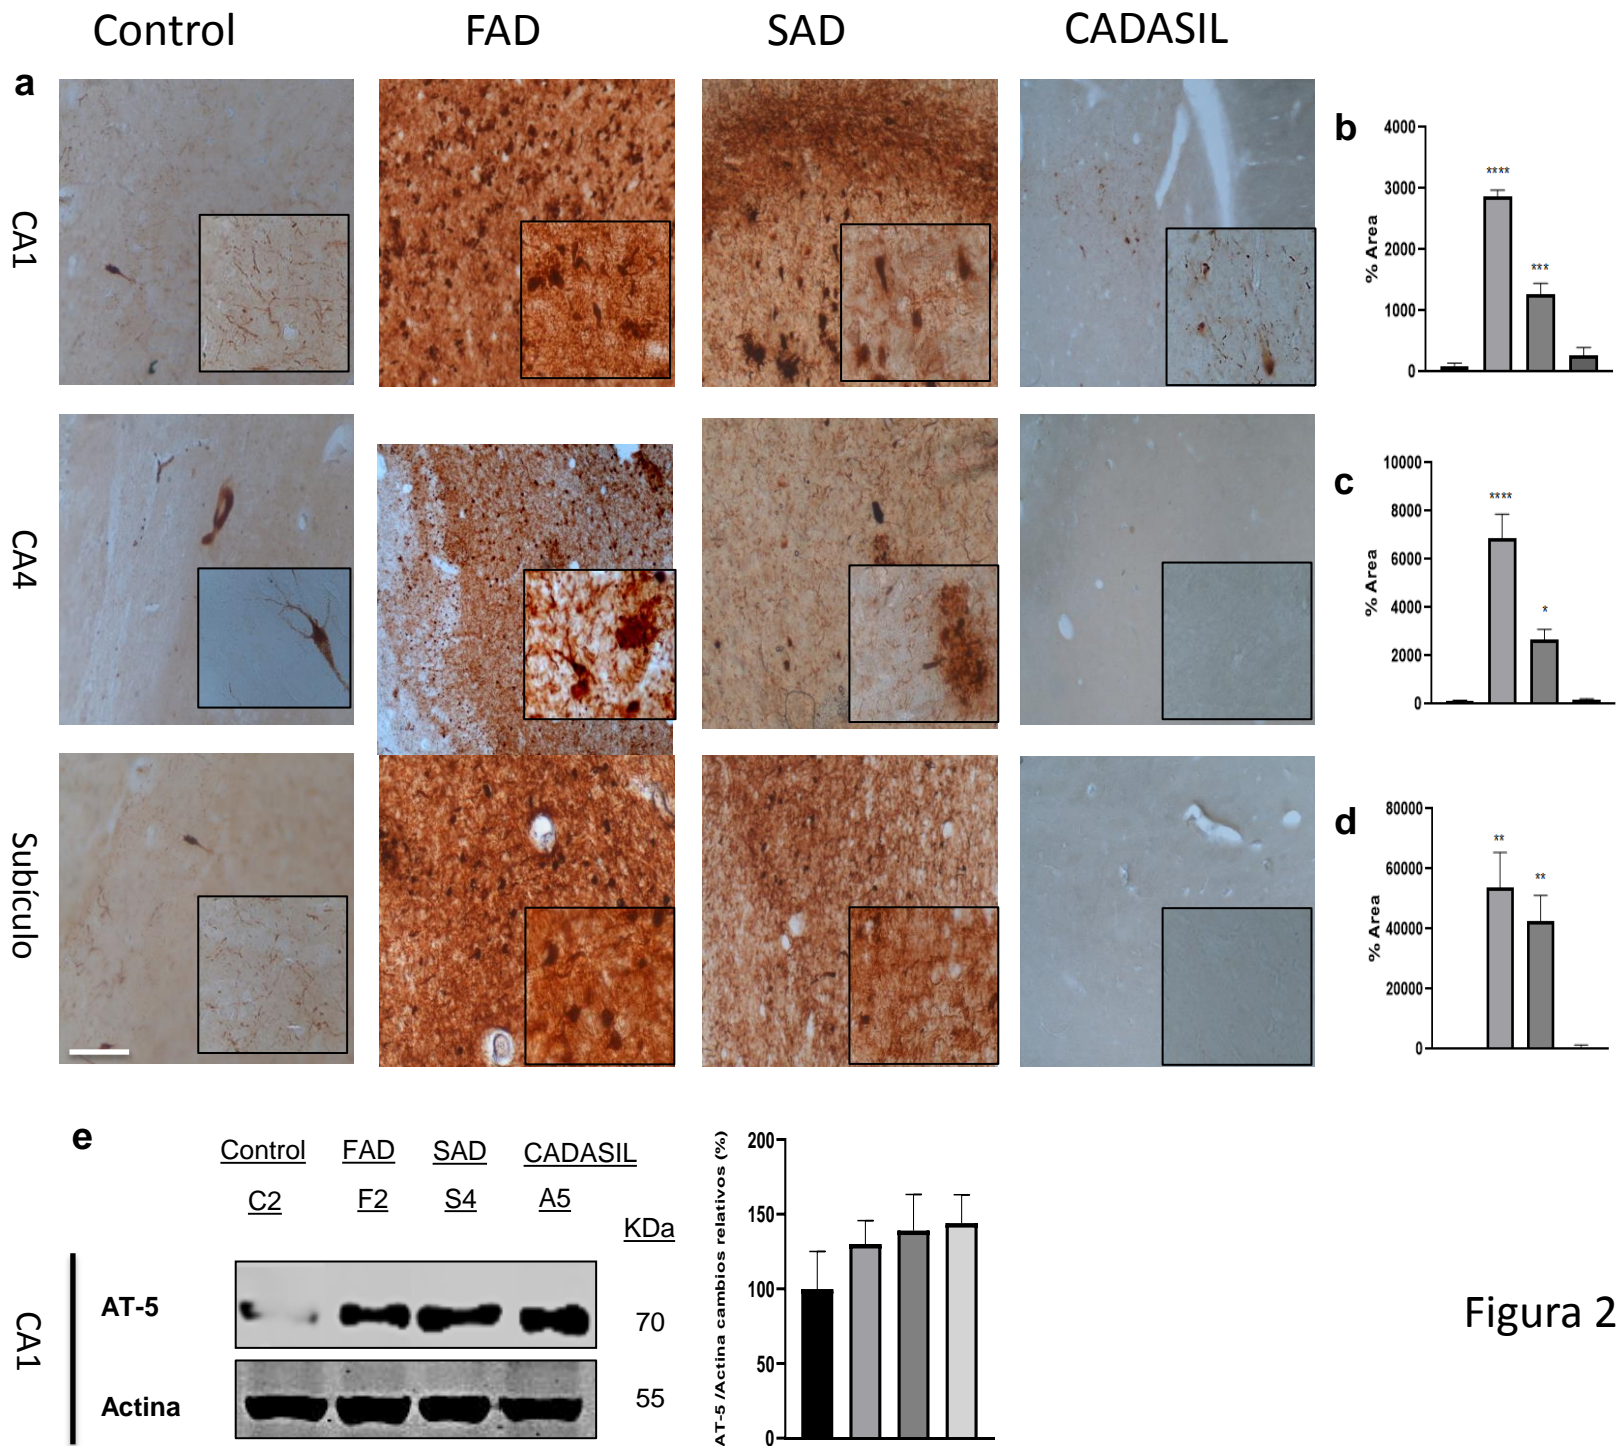 Control FAD SAD CADASIL
a
CA1
CA4
Subículo
b
4000
3000
2000
1000
0
% Area
****
***
c
10000
8000
6000
4000
2000
0
% Area
****
*
d
80000
60000
40000
20000
0
% Area
**
**
e
Control FAD SAD CADASIL
C2 F2 S4 A5
KDa
CA1
AT-5
70
Actina
55
200
150
100
50
0
AT-5 /Actina cambios relativos (%)
Figura 2